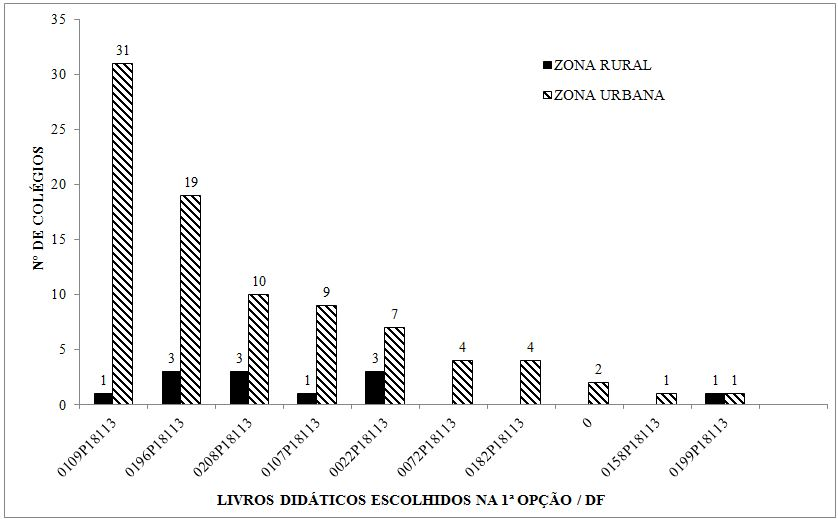 35
30
25
20
15
10
5
0
Nº DE COLÉGIOS
ZONA RURAL
ZONA URBANA
1 31
3 19
3 10
1 9
3 7
4
4
2
1
1 1
0109P18113
0196P18113
0208P18113
0107P18113
0022P18113
0072P18113
0182P18113
0
0158P18113
0199P18113
LIVROS DIDÁTICOS ESCOLHIDOS NA 1ª OPÇÃO / DF